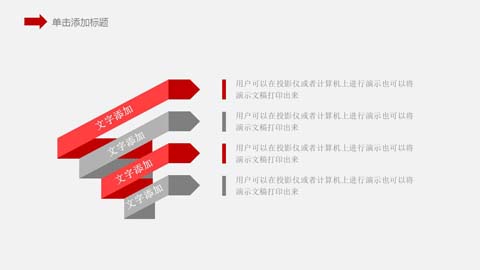 单击添加标题
文字添加
用户可以在投影仪或者计算机上进行演示也可以将
演示文稿打印出来
文字添加
用户可以在投影仪或者计算机上进行演示也可以将
演示文稿打印出来
文字添加
用户可以在投影仪或者计算机上进行演示也可以将
演示文稿打印出来
文字添加
用户可以在投影仪或者计算机上进行演示也可以将
演示文稿打印出来